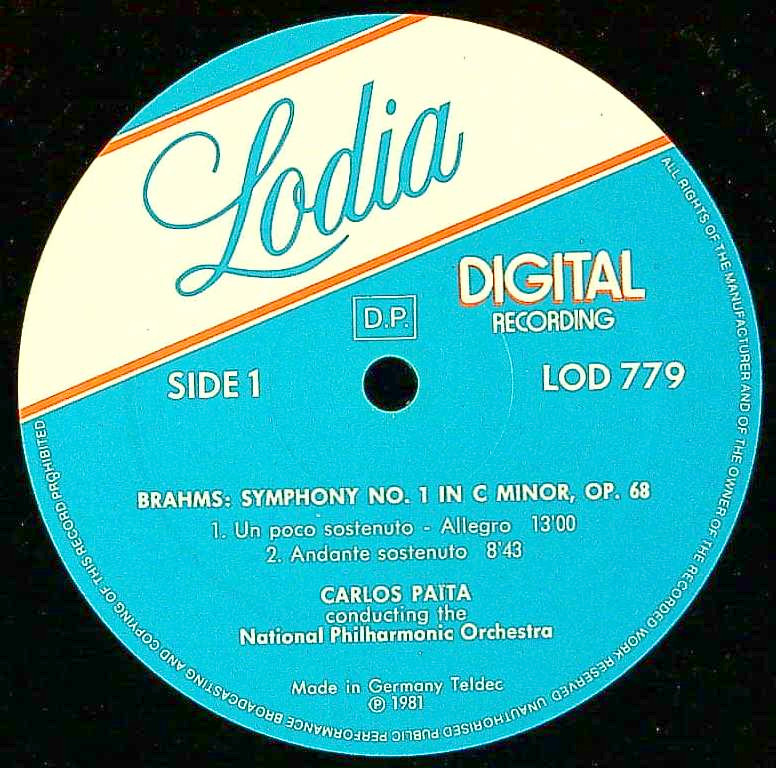 Lodia
DIGITAL
RECORDING
D.P.
SIDE 1
LOD 779
BRAHMS: SYMPHONY NO. 1 IN C MINOR, OP. 68
1. Un poco sostenuto - Allegro 13'00
2. Andante sostenuto 8'43
CARLOS PAÏTA
conducting the
National Philharmonic Orchestra
Made in Germany Teldec
℗ 1981
ALL RIGHTS OF THE MANUFACTURER AND OF THE OWNER OF THE RECORDED WORK RESERVED UNAUTHORISED PUBLIC PERFORMANCE BROADCASTING AND COPYING OF THIS RECORD PROHIBITED